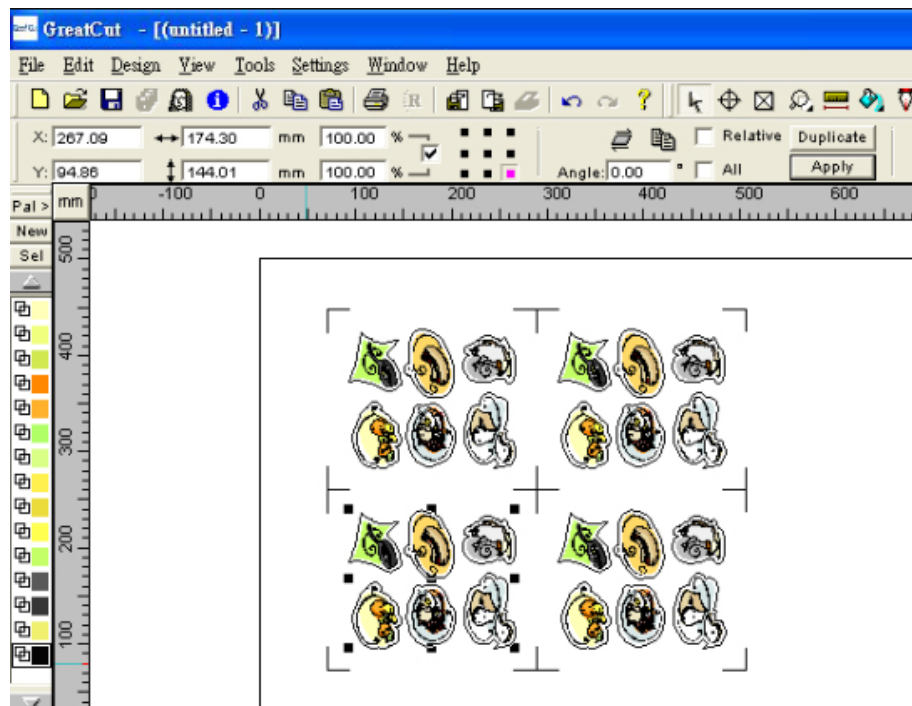 GreatCut - [(untitled - 1)]
File Edit Design View Tools Settings Window Help
X: 267.09 174.30 mm 100.00 % Relative Duplicate
Y: 94.86 144.01 mm 100.00 % Angle: 0.00 ° All Apply
Pal > mm -100 0 100 200 300 400 500 600
New
Sel
500
400
300
200
100